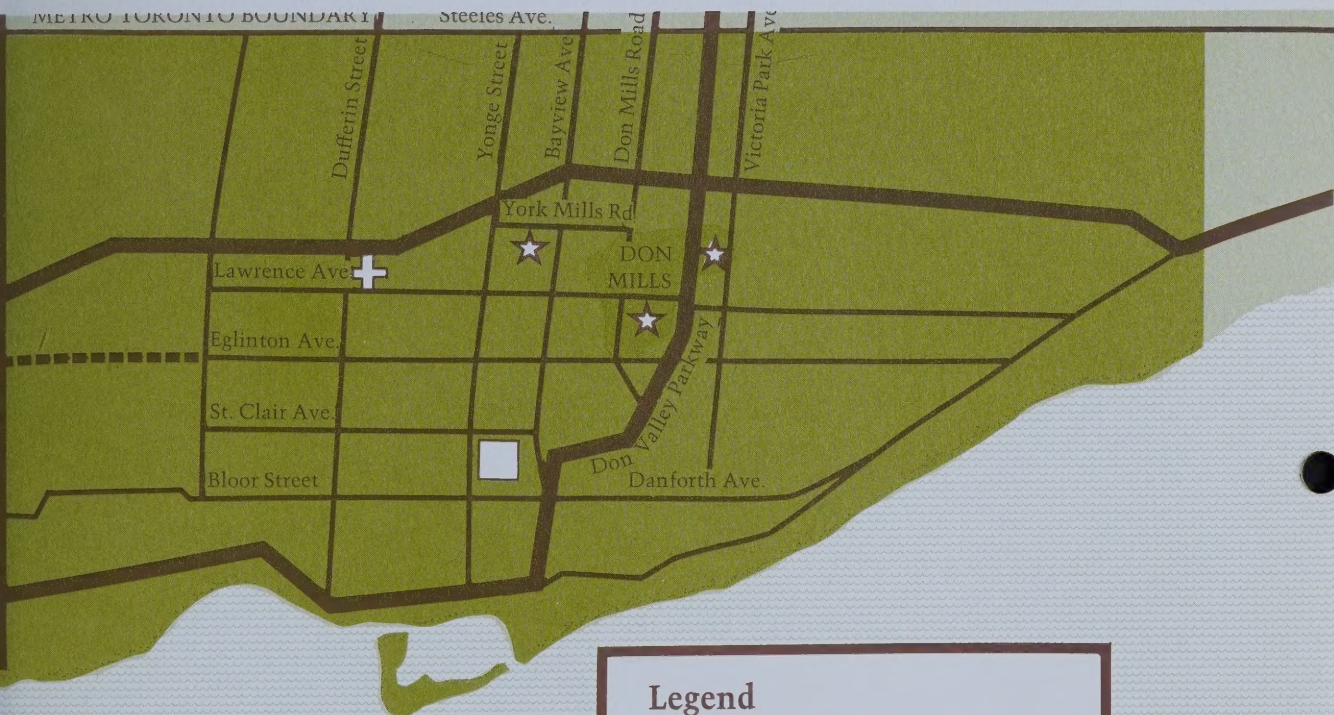 METRO TORONTO BOUNDARY
Steeles Ave.
Dufferin Street
Yonge Street
Bayview Ave
Don Mills Road
Victoria Park Ave
York Mills Rd
DON
MILLS
Lawrence Ave
Eglinton Ave.
St. Clair Ave.
Bloor Street
Don Valley Parkway
Danforth Ave.
Legend